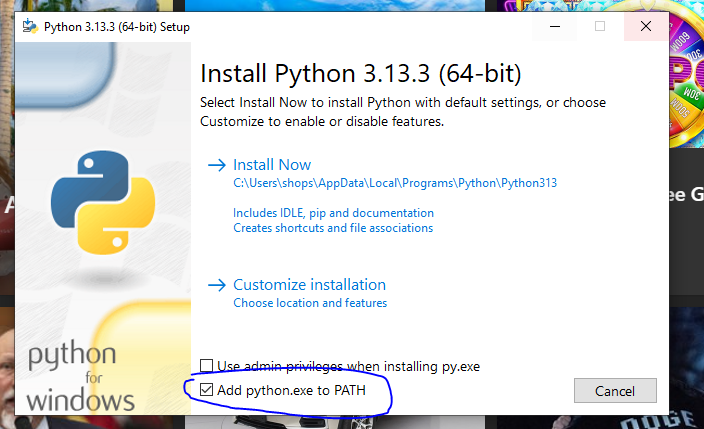 Python 3.13.3 (64-bit) Setup
Install Python 3.13.3 (64-bit)
Select Install Now to install Python with default settings, or choose
Customize to enable or disable features.
Install Now
C:\Users\shops\AppData\Local\Programs\Python\Python313
Includes IDLE, pip and documentation
Creates shortcuts and file associations
Customize installation
Choose location and features
Use admin privileges when installing py.exe
Add python.exe to PATH
Cancel
python
for
windows
A
ee G
DOGE